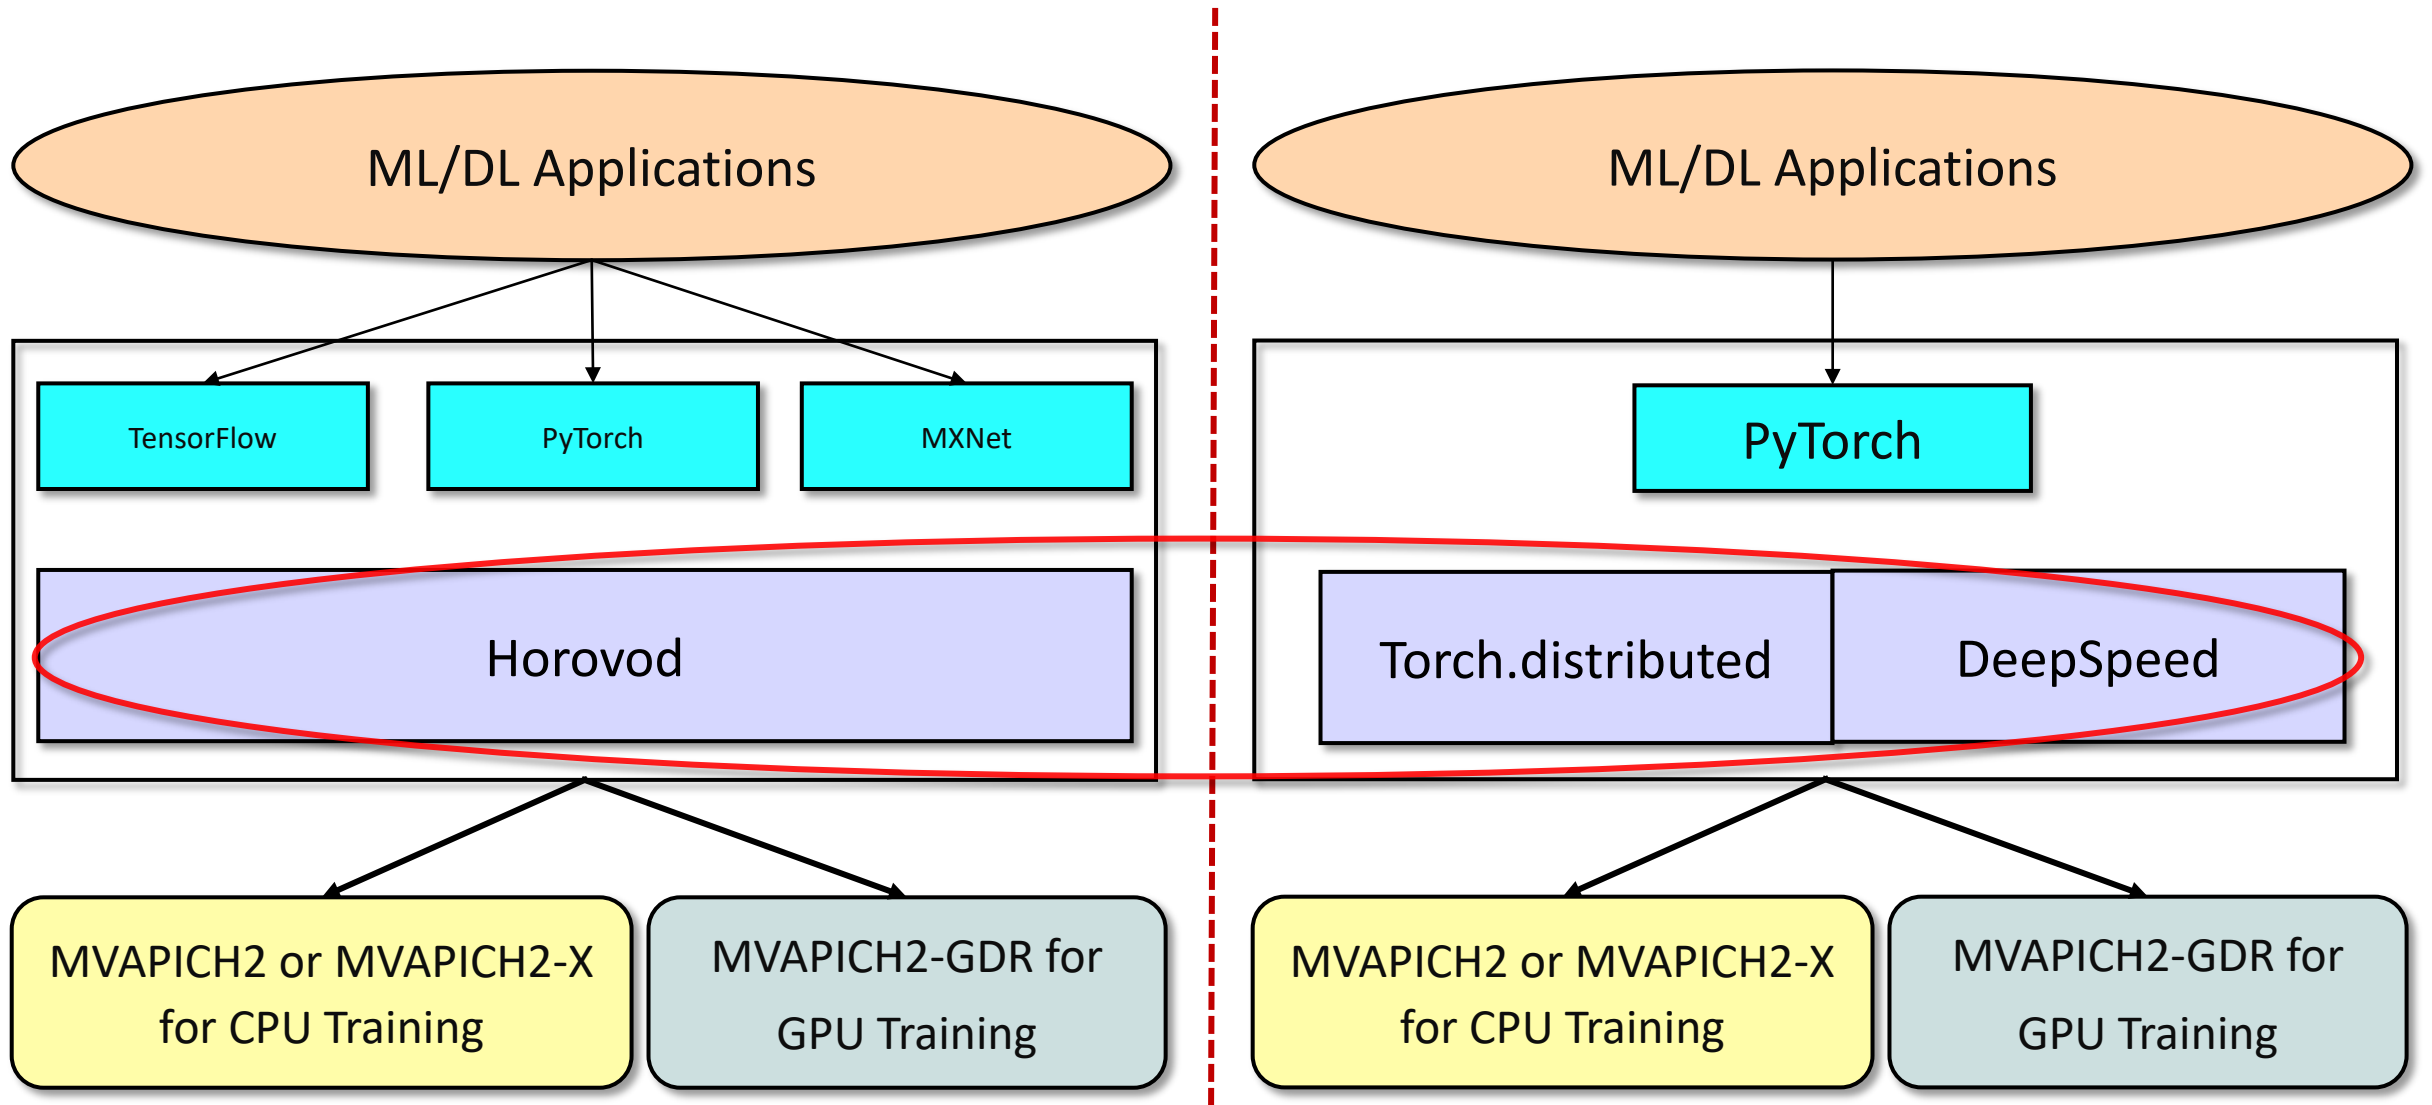 ML/DL Applications
TensorFlow
PyTorch
MXNet
Horovod
MVAPICH2 or MVAPICH2-X
for CPU Training
MVAPICH2-GDR for
GPU Training
ML/DL Applications
PyTorch
Torch.distributed
DeepSpeed
MVAPICH2 or MVAPICH2-X
for CPU Training
MVAPICH2-GDR for
GPU Training